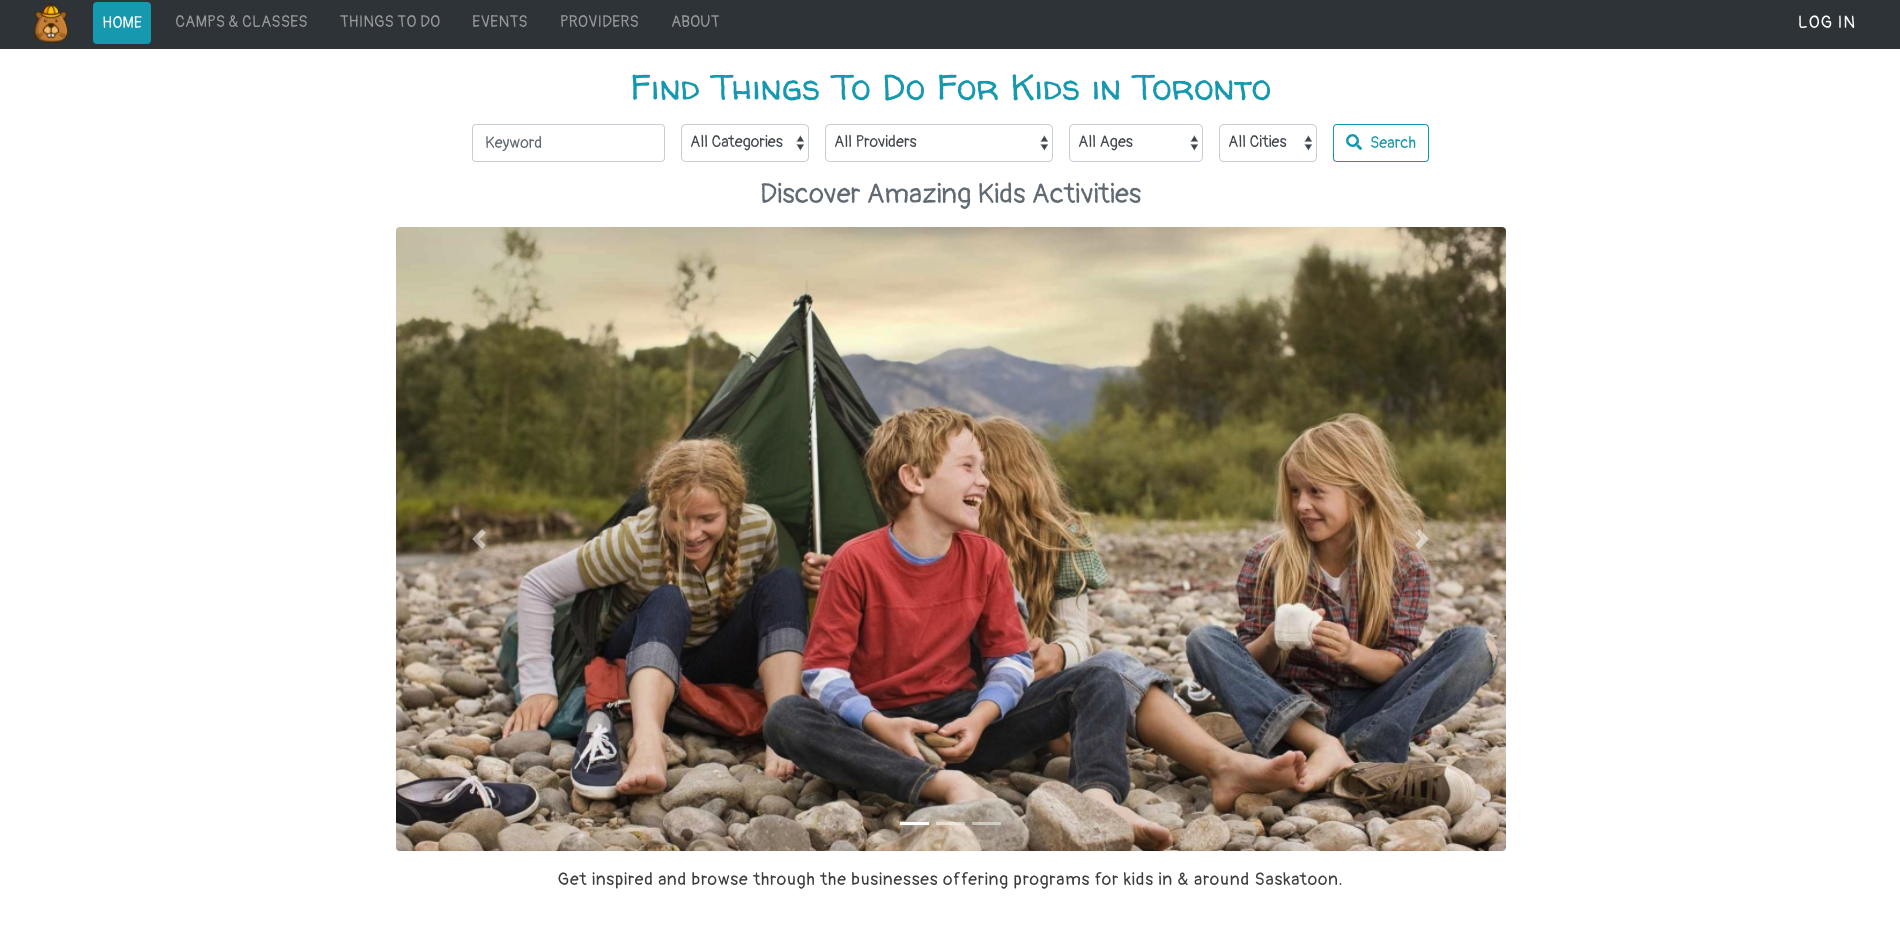 HOME CAMPS & CLASSES THINGS TO DO EVENTS PROVIDERS ABOUT LOG IN
Find Things To Do For Kids in Toronto
Keyword All Categories All Providers All Ages All Cities Search
Discover Amazing Kids Activities
Get inspired and browse through the businesses offering programs for kids in & around Saskatoon.